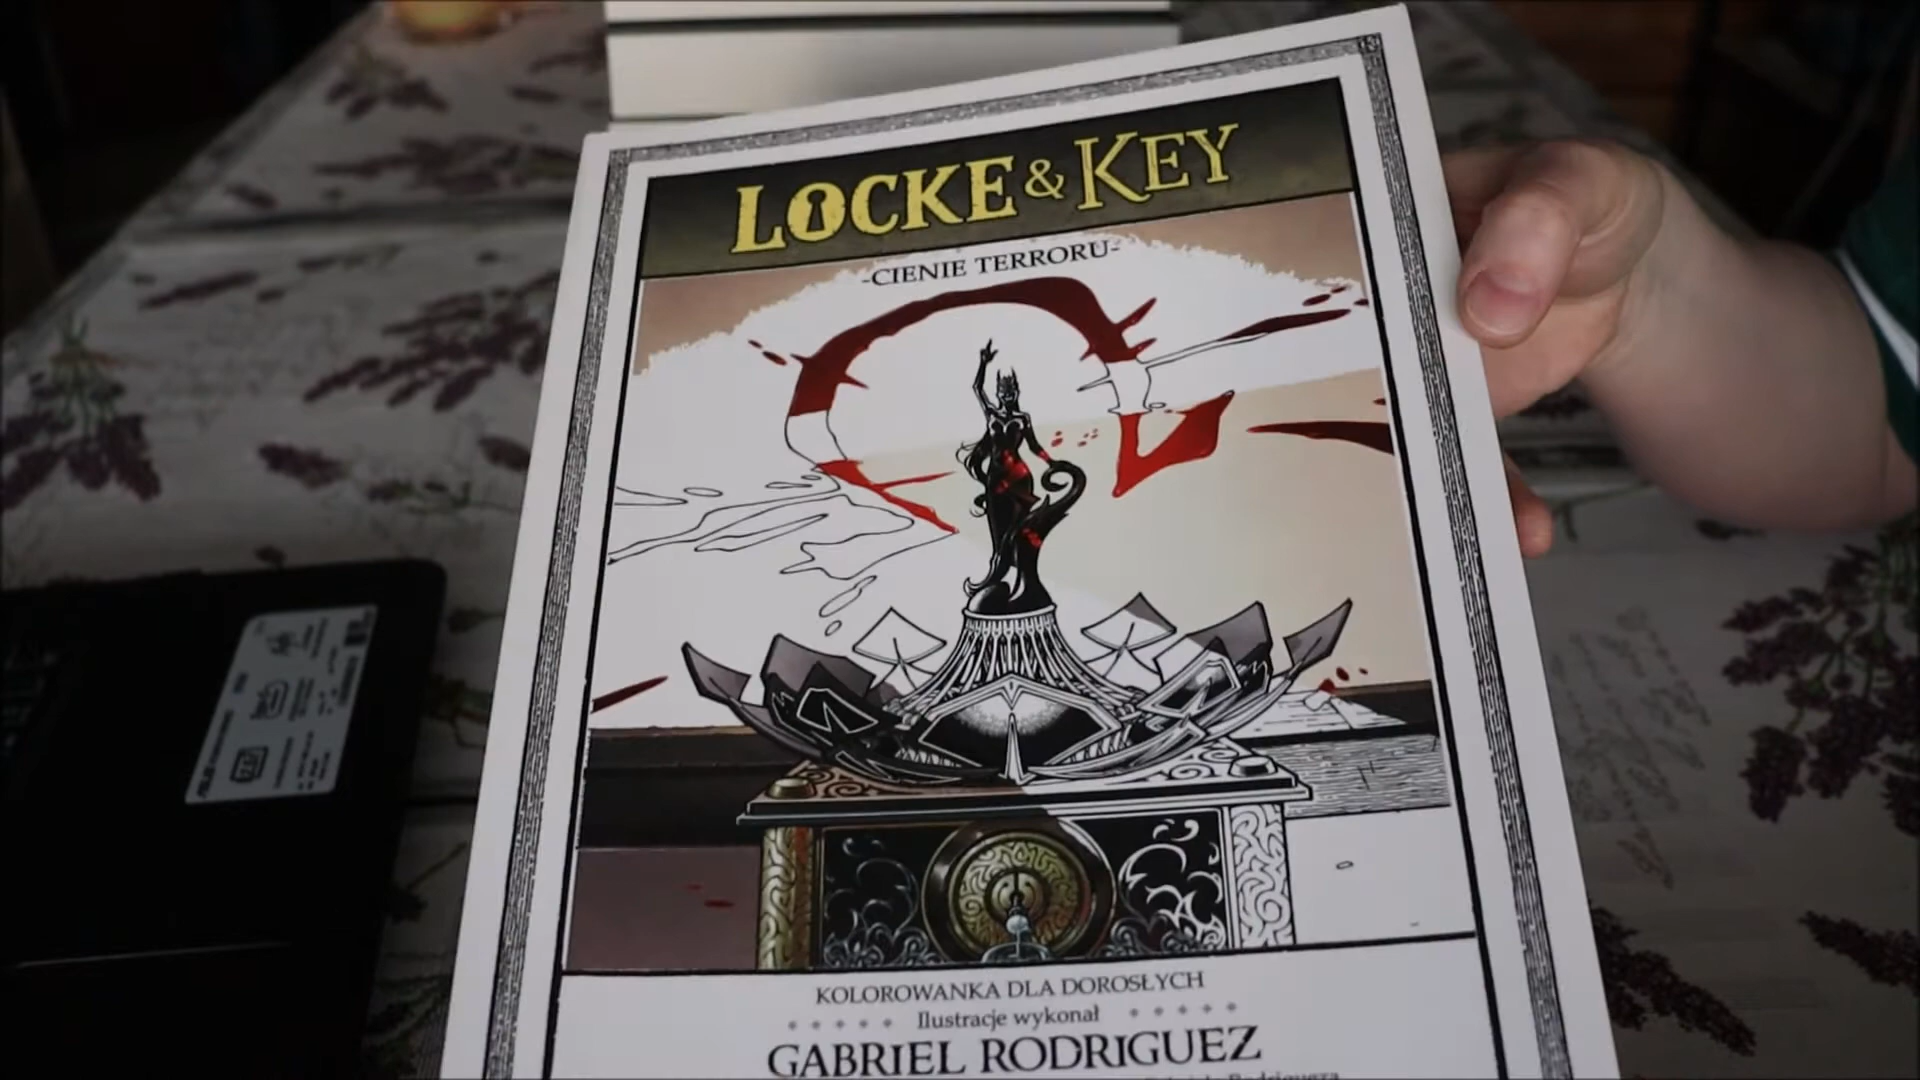 LOCKE & KEY
-CIENIE TERRORU-
KOLOROWANKA DLA DOROSŁYCH
Ilustracje wykonał
GABRIEL RODRIGUEZ